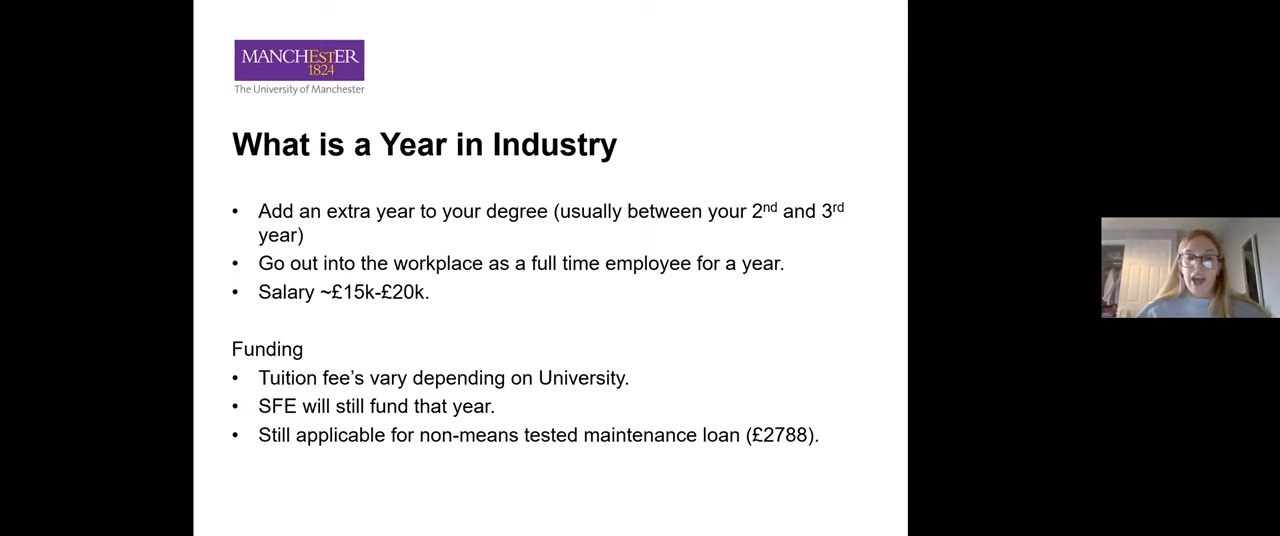 MANCHESTER
1824
The University of Manchester
What is a Year in Industry
• Add an extra year to your degree (usually between your 2nd and 3rd
year)
• Go out into the workplace as a full time employee for a year.
• Salary ~£15k-£20k.
Funding
• Tuition fee’s vary depending on University.
• SFE will still fund that year.
• Still applicable for non-means tested maintenance loan (£2788).